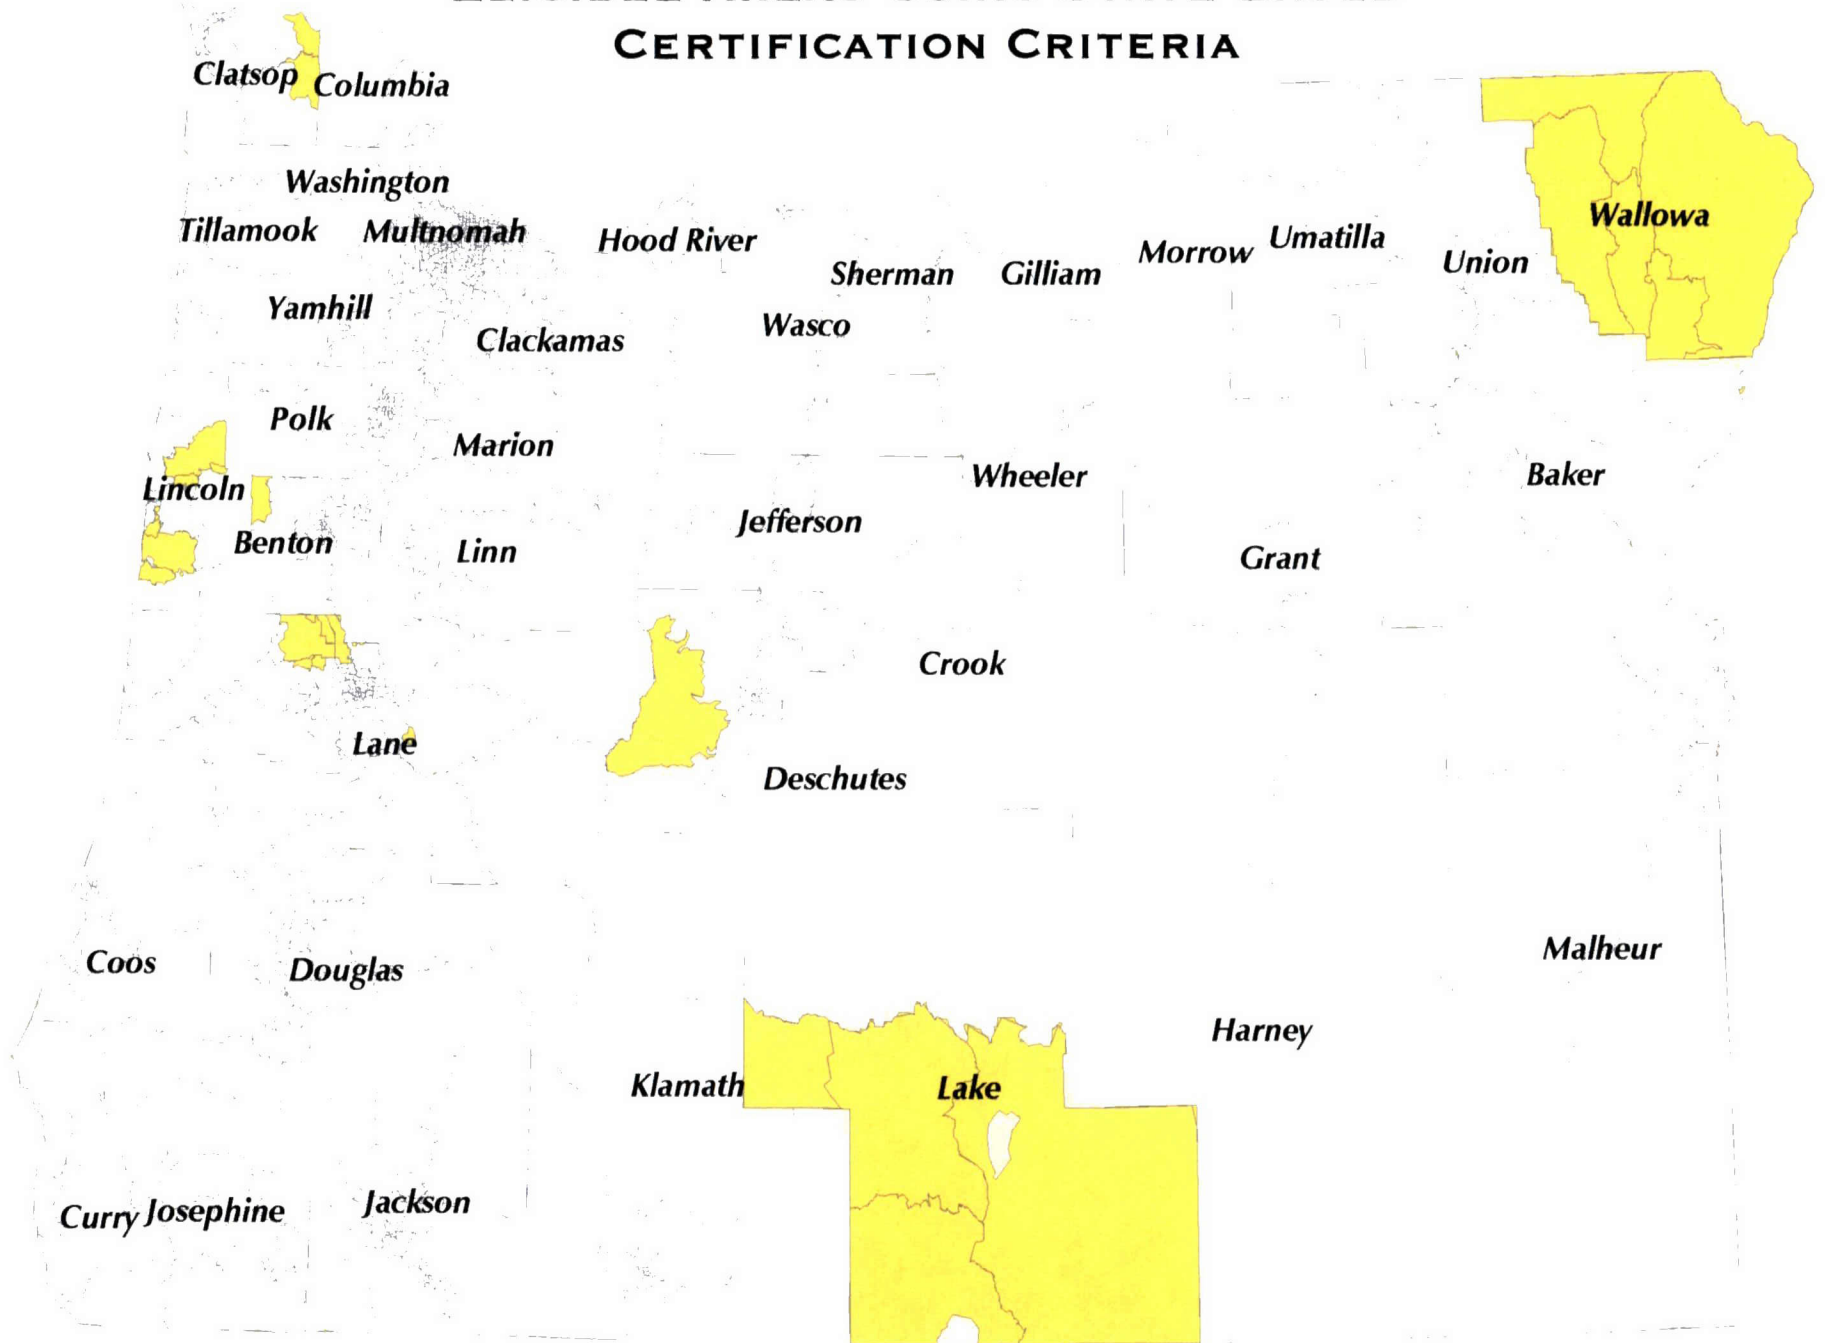 CERTIFICATION CRITERIA
Clatsop
Columbia
Washington
Tillamook
Multnomah
Hood River
Sherman
Gilliam
Morrow
Umatilla
Union
Wallowa
Yamhill
Clackamas
Wasco
Polk
Marion
Lincoln
Wheeler
Baker
Benton
Linn
Jefferson
Grant
Crook
Lane
Deschutes
Coos
Douglas
Malheur
Harney
Klamath
Lake
Curry
Josephine
Jackson